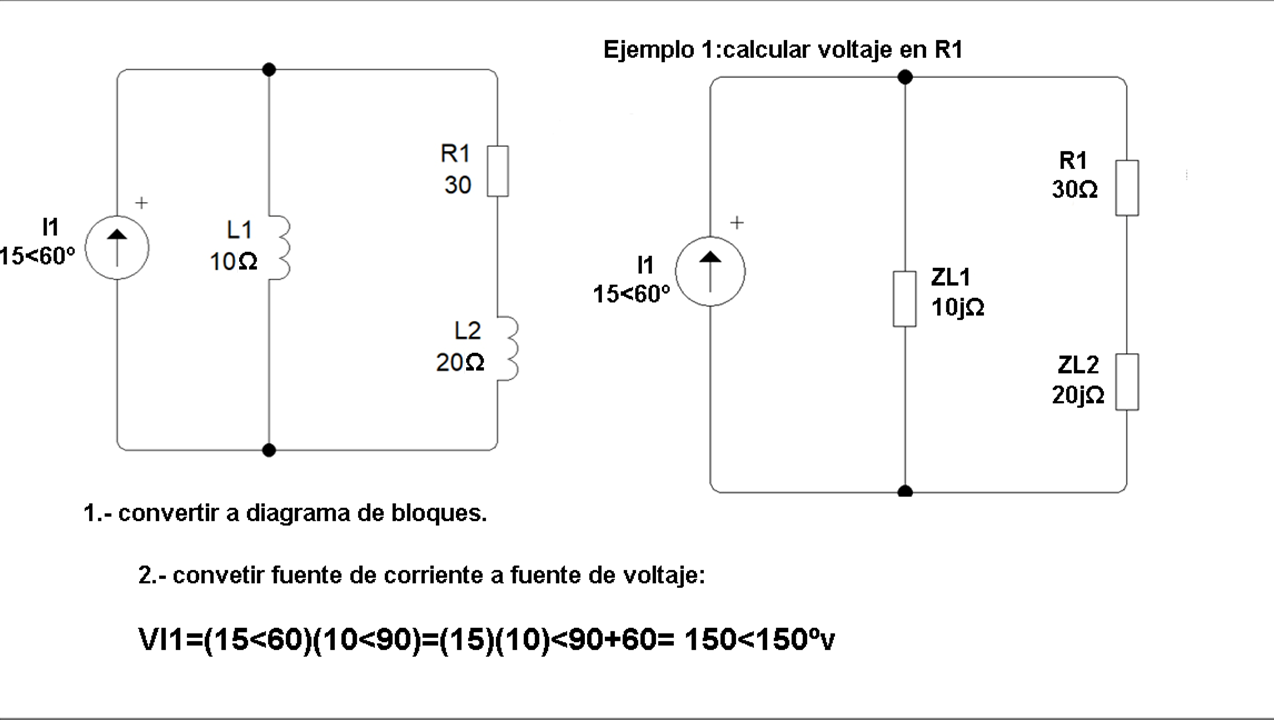 Ejemplo 1:calcular voltaje en R1
I1
15<60º
+
L1
10Ω
R1
30
L2
20Ω
I1
15<60º
+
ZL1
10jΩ
R1
30Ω
ZL2
20jΩ
1.- convertir a diagrama de bloques.
2.- convetir fuente de corriente a fuente de voltaje:
VI1=(15<60)(10<90)=(15)(10)<90+60= 150<150ºv